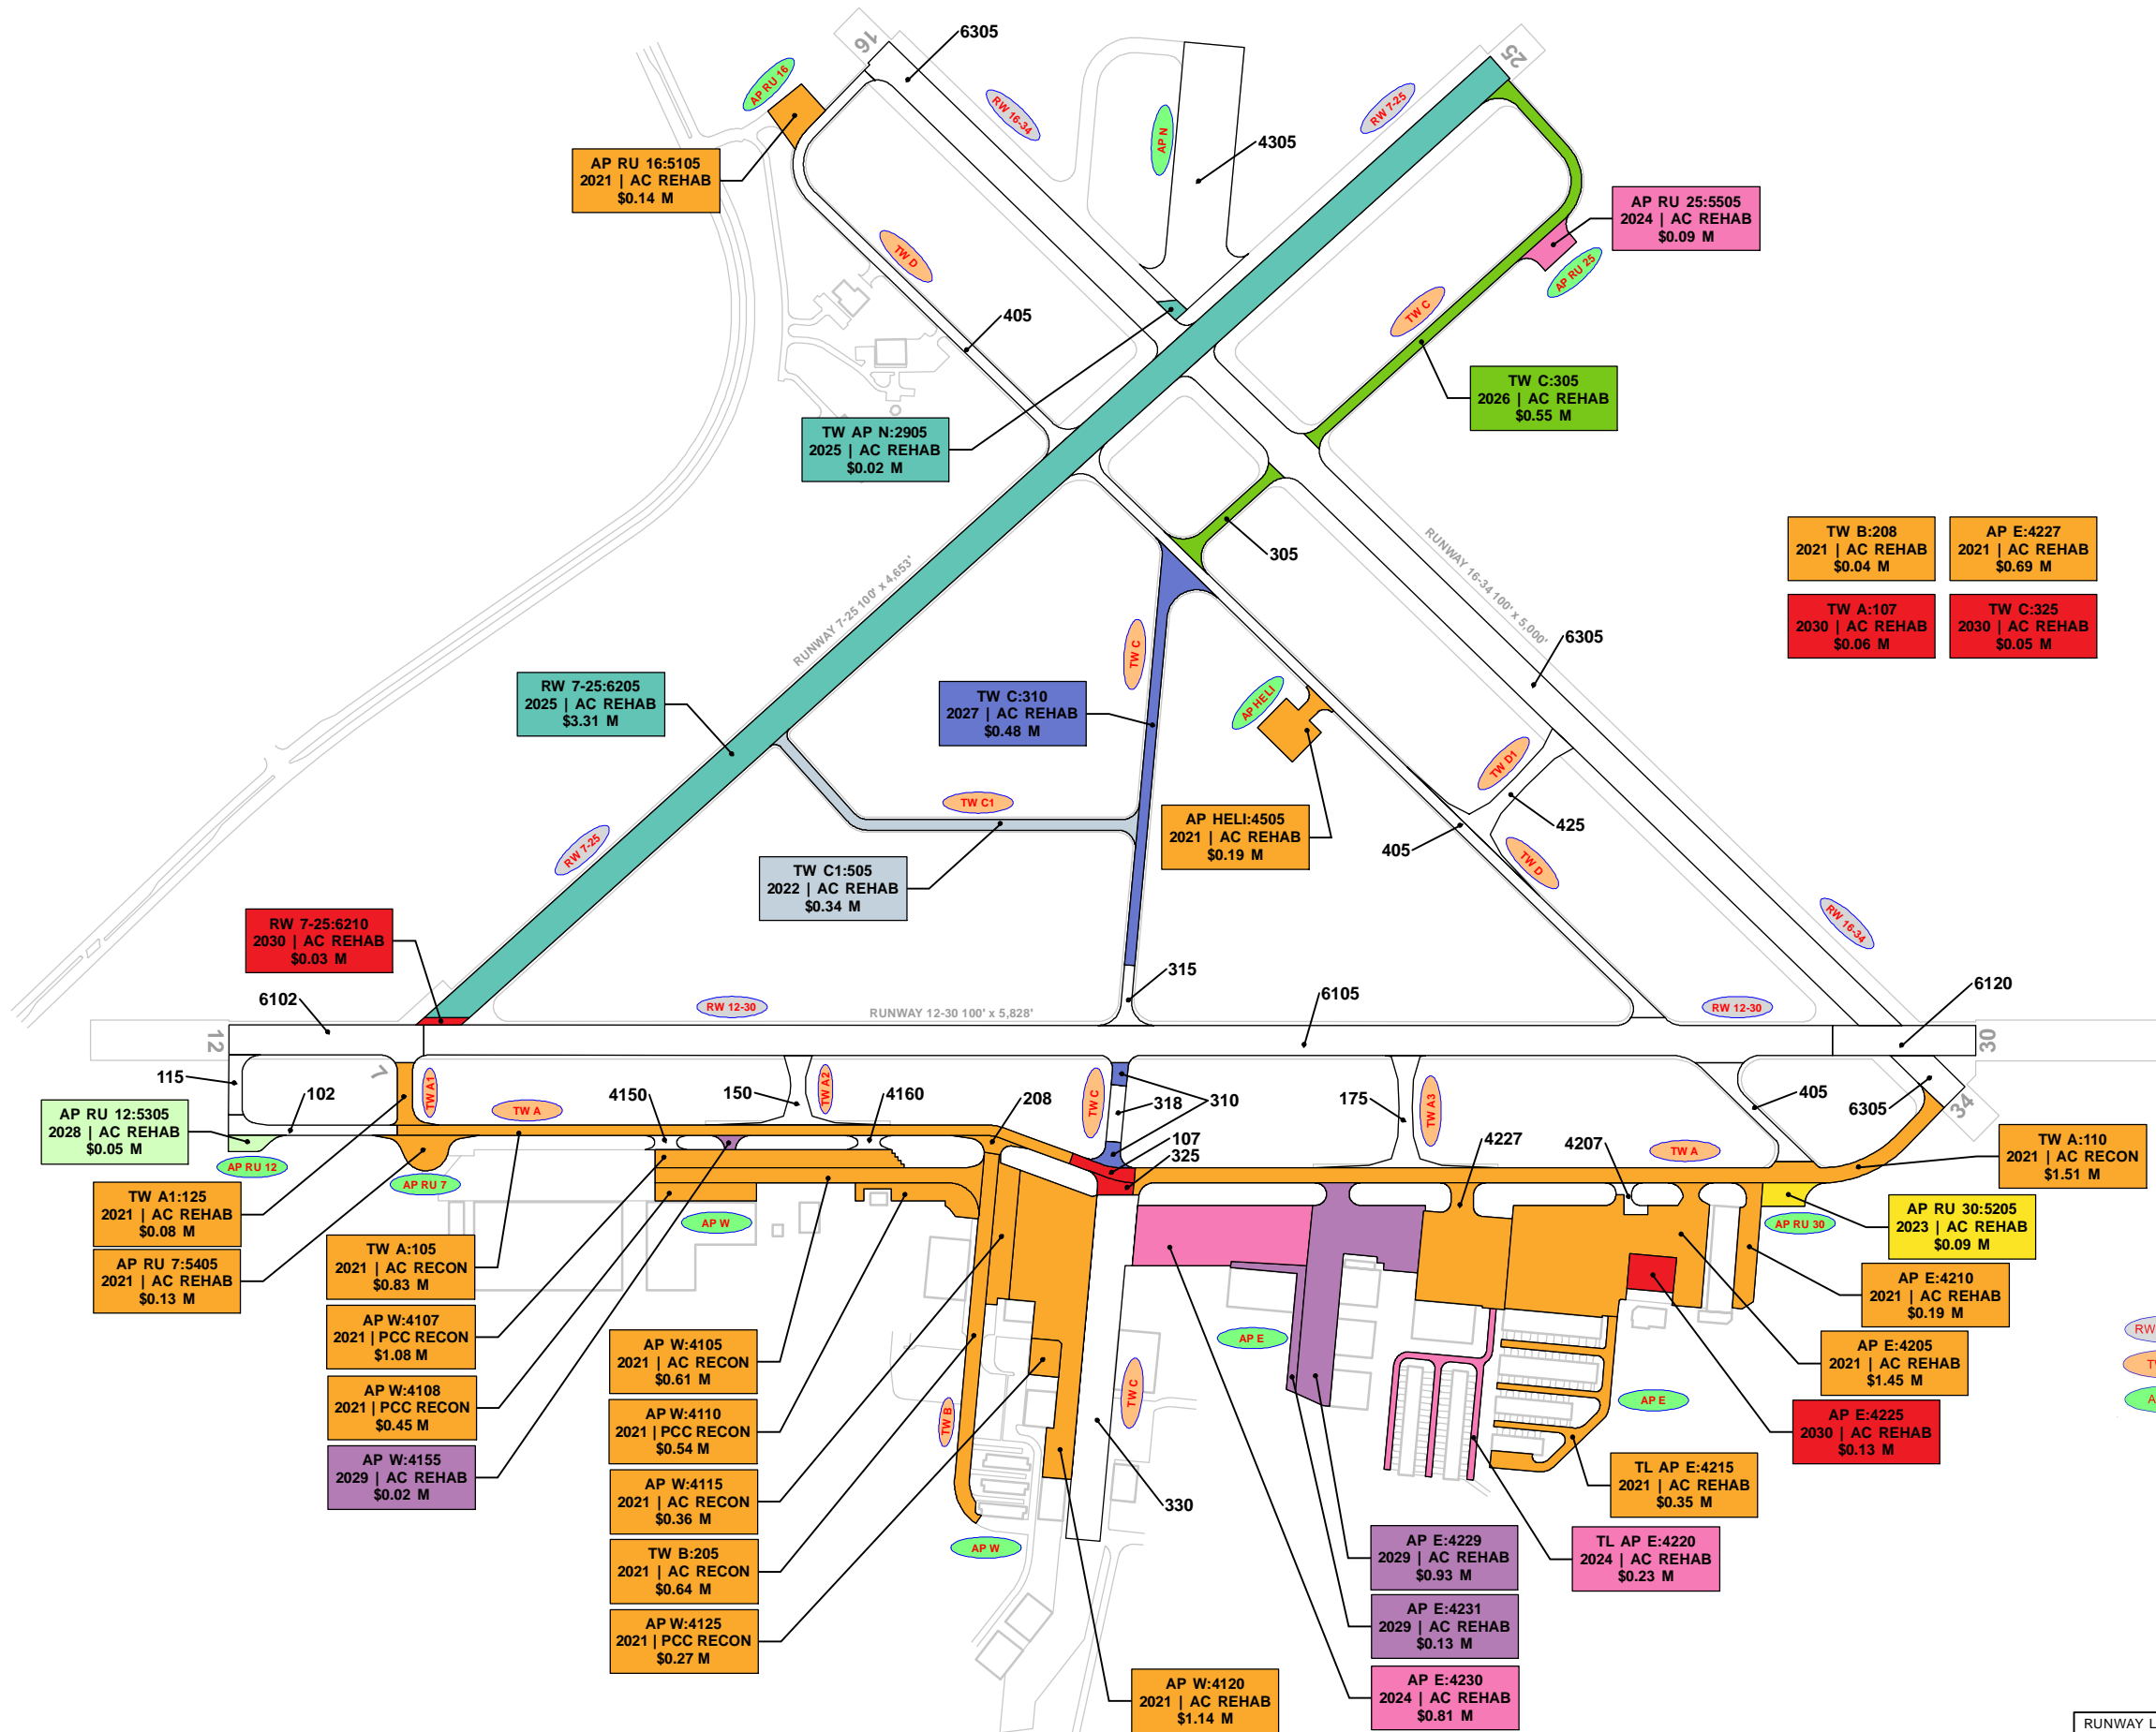 16
6305
25
AP RU 16
RW 16-34
AP N
RW 7-25
4305
AP RU 16:5105
2021 | AC REHAB
$0.14 M
AP RU 25:5505
2024 | AC REHAB
$0.09 M
TW D
AP RU 25
405
TW C
TW C:305
2026 | AC REHAB
$0.55 M
TW AP N:2905
2025 | AC REHAB
$0.02 M
305
RUNWAY 16-34 100' x 5,000'
TW B:208
2021 | AC REHAB
$0.04 M
AP E:4227
2021 | AC REHAB
$0.69 M
TW A:107
2030 | AC REHAB
$0.06 M
TW C:325
2030 | AC REHAB
$0.05 M
RUNWAY 7-25 100' x 4,653'
TW C
6305
RW 7-25:6205
2025 | AC REHAB
$3.31 M
TW C:310
2027 | AC REHAB
$0.48 M
AP HELI
TW D1
TW C1
425
AP HELI:4505
2021 | AC REHAB
$0.19 M
405
TW D
RW 7-25
TW C1:505
2022 | AC REHAB
$0.34 M
RW 16-34
RW 7-25:6210
2030 | AC REHAB
$0.03 M
315
6105
6120
6102
RW 12-30
RUNWAY 12-30 100' x 5,828'
RW 12-30
12
30
7
115
102
TW A1
TW A
4150
150
TW A2
4160
208
TW C
318
310
175
TW A3
405
6305
34
107
325
4227
4207
TW A
AP RU 12:5305
2028 | AC REHAB
$0.05 M
AP RU 12
AP RU 7
TW A:110
2021 | AC RECON
$1.51 M
TW A1:125
2021 | AC REHAB
$0.08 M
AP W
AP RU 30
AP RU 30:5205
2023 | AC REHAB
$0.09 M
AP RU 7:5405
2021 | AC REHAB
$0.13 M
TW A:105
2021 | AC RECON
$0.83 M
AP E:4210
2021 | AC REHAB
$0.19 M
AP W:4107
2021 | PCC RECON
$1.08 M
AP W:4105
2021 | AC RECON
$0.61 M
AP E
AP E:4205
2021 | AC REHAB
$1.45 M
RW
TW
A
AP W:4108
2021 | PCC RECON
$0.45 M
AP W:4110
2021 | PCC RECON
$0.54 M
TW B
TW C
AP E
AP E:4225
2030 | AC REHAB
$0.13 M
AP W:4155
2029 | AC REHAB
$0.02 M
AP W:4115
2021 | AC RECON
$0.36 M
330
TL AP E:4215
2021 | AC REHAB
$0.35 M
TW B:205
2021 | AC RECON
$0.64 M
AP W
AP E:4229
2029 | AC REHAB
$0.93 M
TL AP E:4220
2024 | AC REHAB
$0.23 M
AP W:4125
2021 | PCC RECON
$0.27 M
AP E:4231
2029 | AC REHAB
$0.13 M
AP W:4120
2021 | AC REHAB
$1.14 M
AP E:4230
2024 | AC REHAB
$0.81 M
RUNWAY L